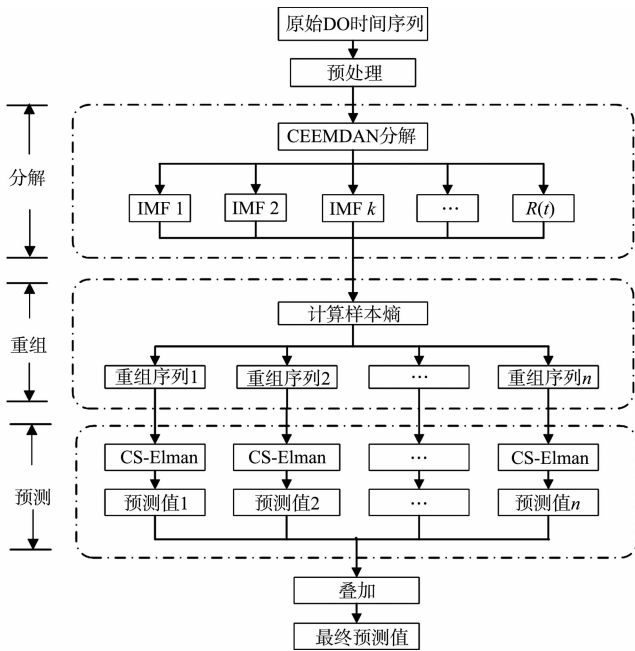 原始DO时间序列
预处理
分解
CEEMDAN分解
IMF 1
IMF 2
IMF k
…
R(t)
重组
计算样本熵
重组序列1
重组序列2
…
重组序列n
预测
CS-Elman
CS-Elman
…
CS-Elman
预测值1
预测值2
…
预测值n
叠加
最终预测值